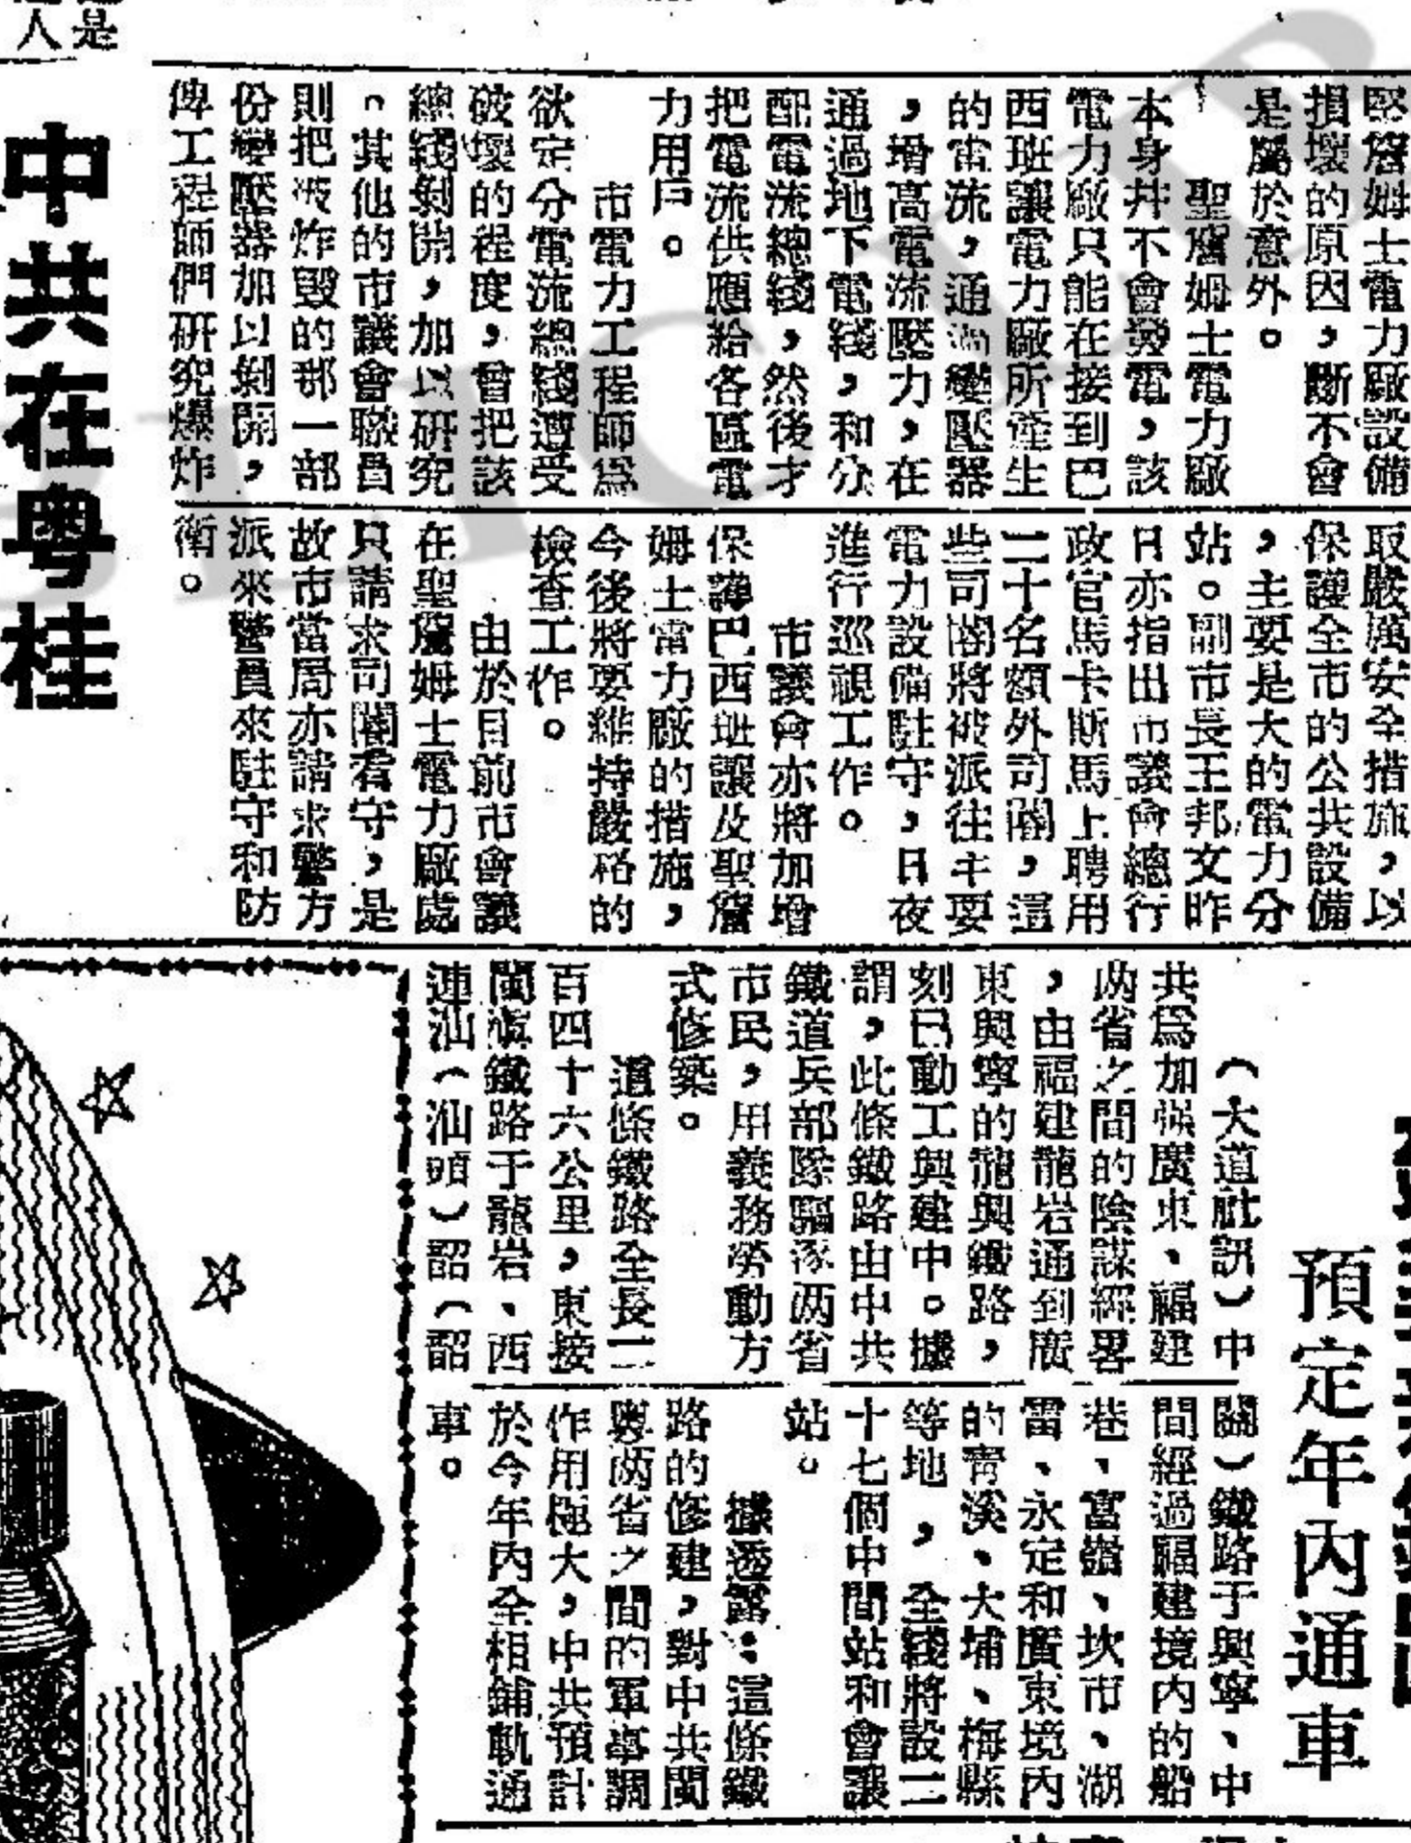 堅詹姆士電力廠設備
損壞的原因，斷不會
是屬於意外。
聖詹姆士電力廠
本身并不會發電，該
電力廠只能在接到巴
西班讓電力廠所產生
的電流，通過變壓器
，增高電流壓力，在
通過地下電綫，和分
配電流總綫，然後才
把電流供應給各區電
力用戶。
市電力工程師爲
欲定分電流總綫遭受
破壞的程度，曾把該
總綫剝開，加以研究
。其他的市議會職員
則把被炸毀的那一部
份變壓器加以剝開，
俾工程師們研究爆炸
取嚴厲安全措施，以
保護全市的公共設備
，主要是大的電力分
站。副市長王邦文昨
日亦指出市議會總行
政官馬卡斯馬上聘用
二十名額外司閽，這
些司閽將被派往主要
電力設備駐守，日夜
進行巡視工作。
市議會亦將加增
保護巴西班讓及聖詹
姆士電力廠的措施，
今後將要維持嚴格的
檢查工作。
由於目前市會議
在聖詹姆士電力廠處
只請求司閽看守，是
故市當局亦請求警方
派來警員來駐守和防
衛。
中共在粵桂
預定年內通車
（大道社訊）中
共爲加强廣東、福建
兩省之間的陰謀經畧
，由福建龍岩通到廣
東興寧的龍興鐵路，
刻已動工興建中。據
謂，此條鐵路由中共
鐵道兵部隊驅逐兩省
市民，用義務勞動方
式修築。
這條鐵路全長二
百四十六公里，東接
閩滇鐵路于龍岩、西
連汕（汕頭）韶（韶
關）鐵路于興寧、中
間經過福建境內的船
巷、富嶺、坎市、湖
雷、永定和廣東境內
的青溪、大埔、梅縣
等地，全綫將設二
十七個中間站和會讓
站。
據透露：這條鐵
路的修建，對中共閩
粵兩省之間的軍事調
作用極大，中共預計
於今年內全相鋪軌通
車。